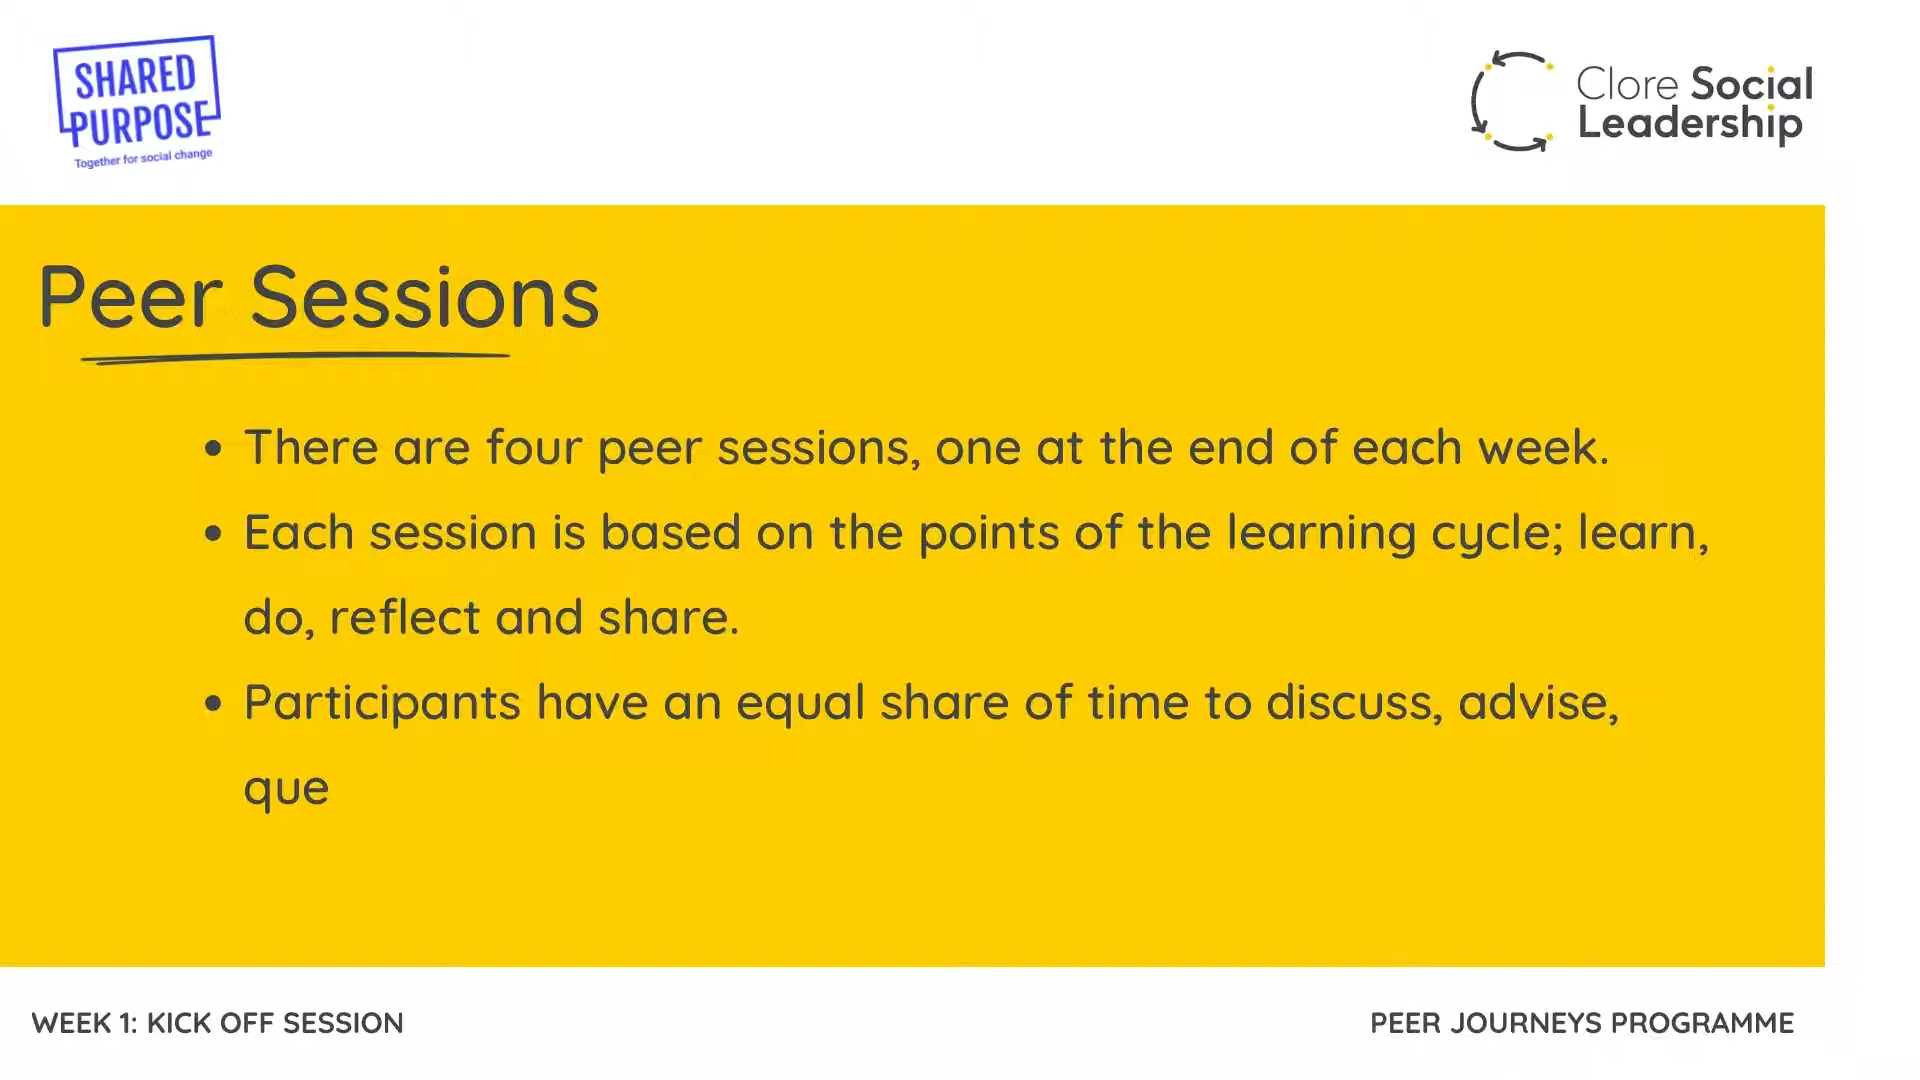 SHARED
PURPOSE
Together for social change
Clore Social
Leadership
Peer Sessions
• There are four peer sessions, one at the end of each week.
• Each session is based on the points of the learning cycle; learn,
do, reflect and share.
• Participants have an equal share of time to discuss, advise,
que
WEEK 1: KICK OFF SESSION
PEER JOURNEYS PROGRAMME